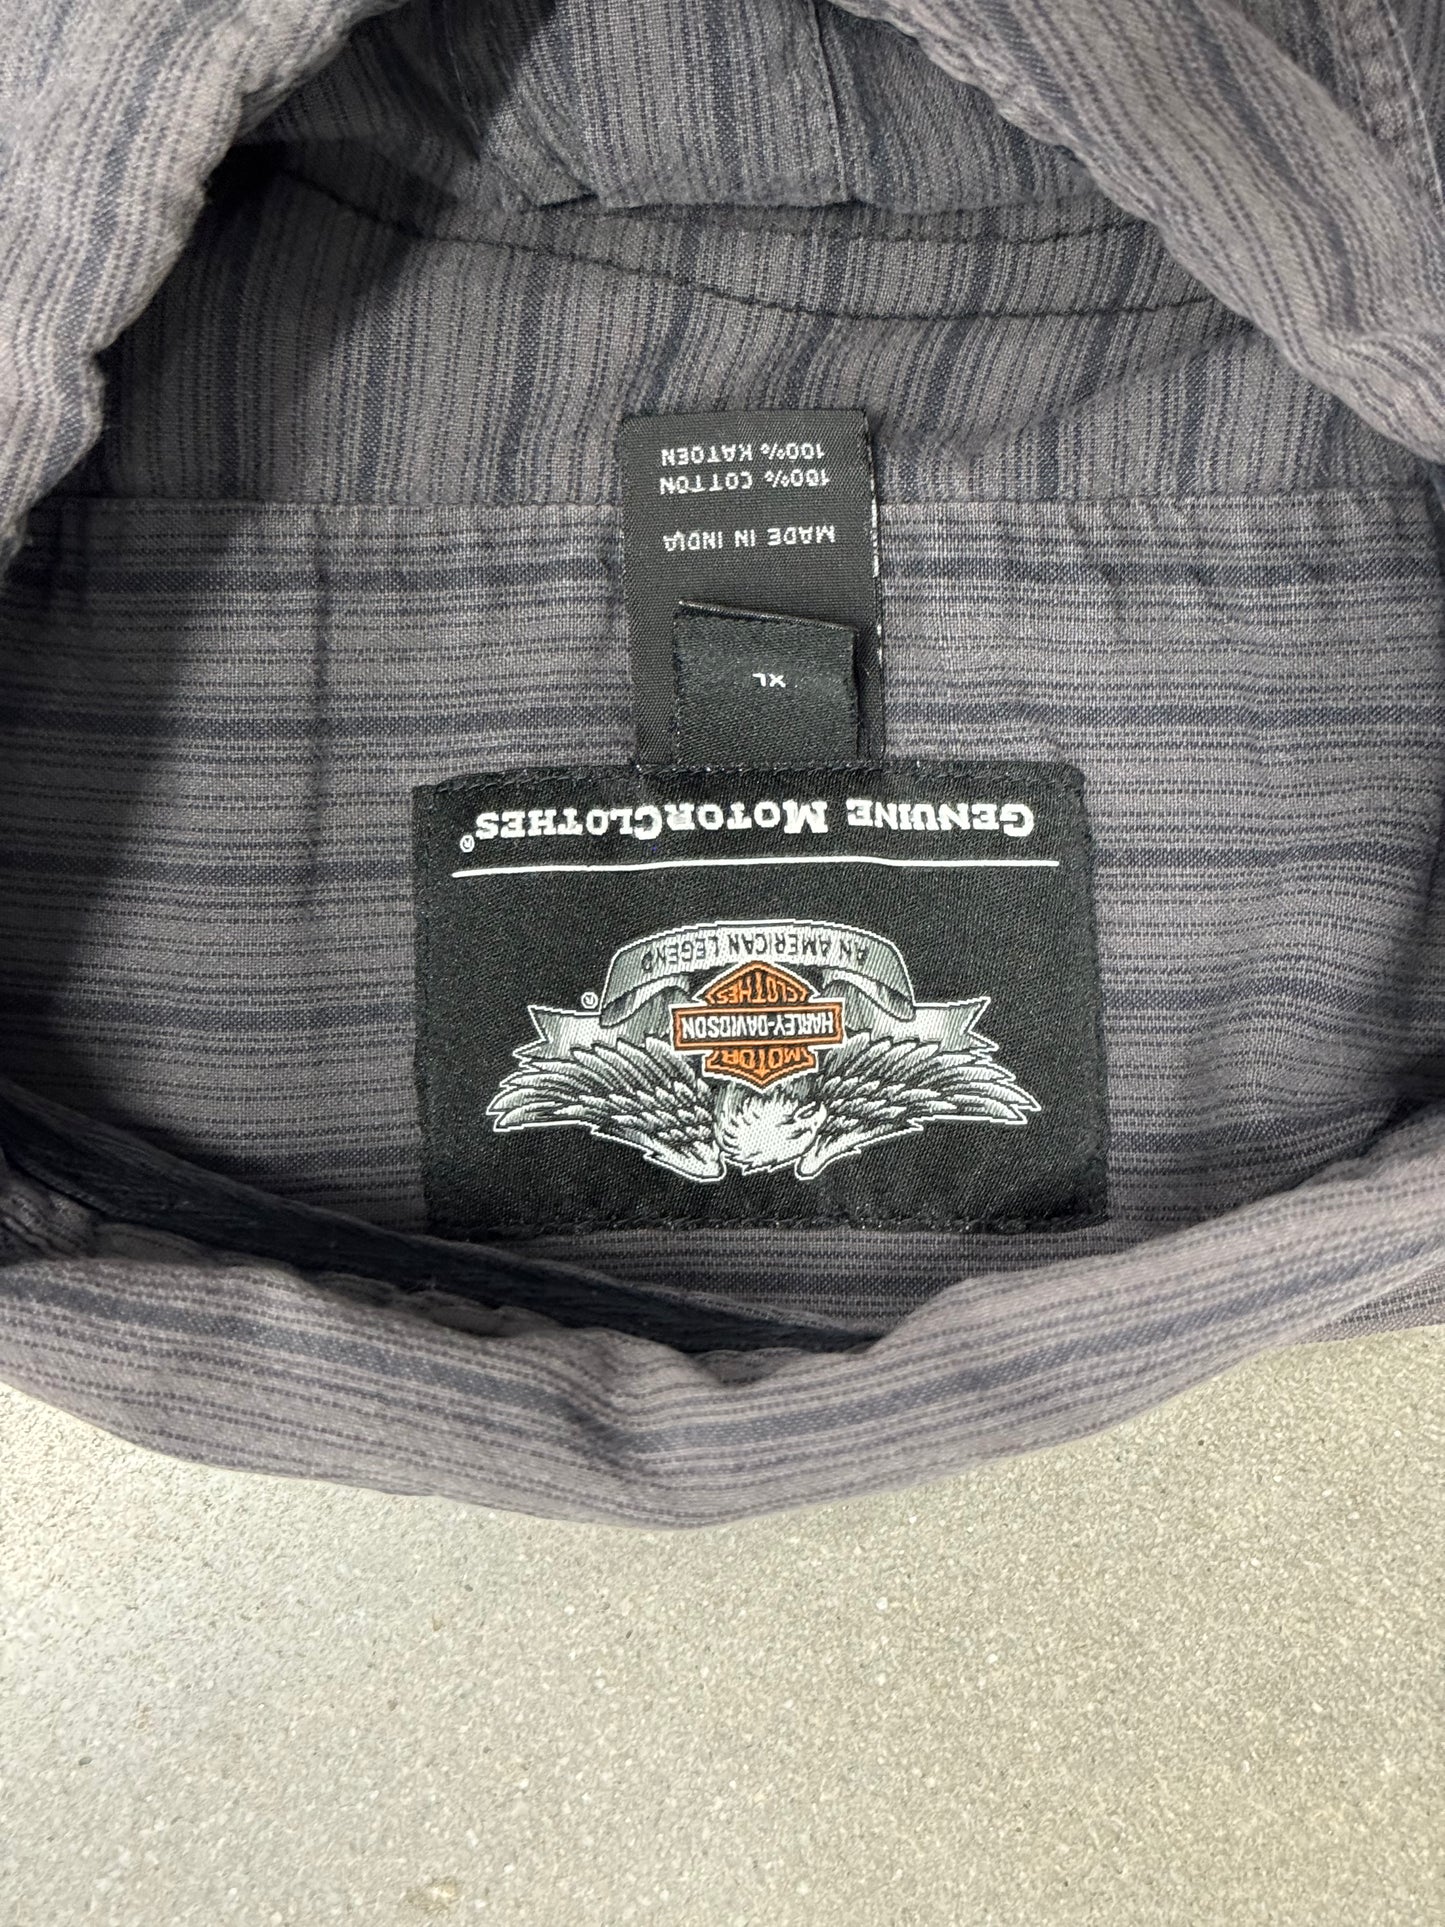 GENUINE MOTORCLOTHES®
AN AMERICAN LEGEND
MOTOR
HARLEY-DAVIDSON
CLOTHES
®
XL
MADE IN INDIA
100% COTTON
100% KATOEN